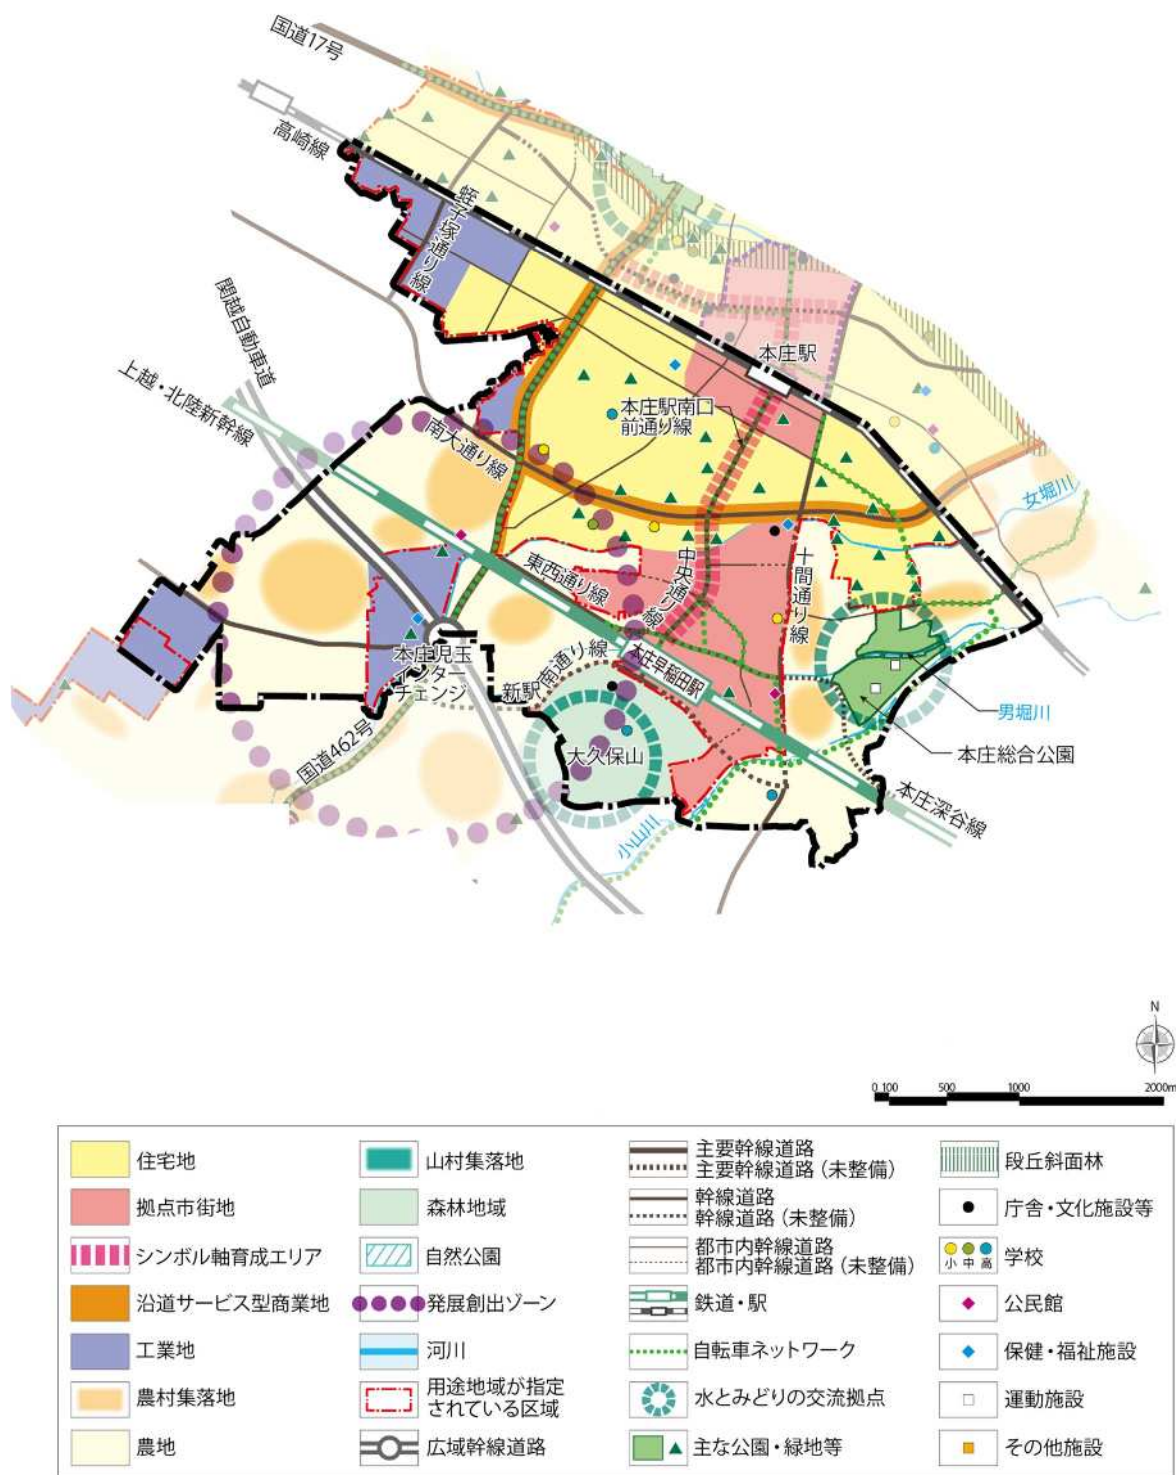 国道17号
高崎線
蛭子塚通り線
関越自動車道
上越・北陸新幹線
本庄駅
本庄駅南口
前通り線
南大通り線
女堀川
東西通り線
中央通り線
十間通り線
本庄早稲田駅
本庄児玉
インター
チェンジ
新駅
南通り線
国道462号
大久保山
男堀川
本庄総合公園
本庄深谷線
小山川
N
0 100 500 1000 2000m
住宅地
拠点市街地
シンボル軸育成エリア
沿道サービス型商業地
工業地
農村集落地
農地
山村集落地
森林地域
自然公園
発展創出ゾーン
河川
用途地域が指定
されている区域
広域幹線道路
主要幹線道路
主要幹線道路（未整備）
幹線道路
幹線道路（未整備）
都市内幹線道路
都市内幹線道路（未整備）
鉄道・駅
自転車ネットワーク
水とみどりの交流拠点
主な公園・緑地等
段丘斜面林
庁舎・文化施設等
小 中 高
学校
公民館
保健・福祉施設
運動施設
その他施設